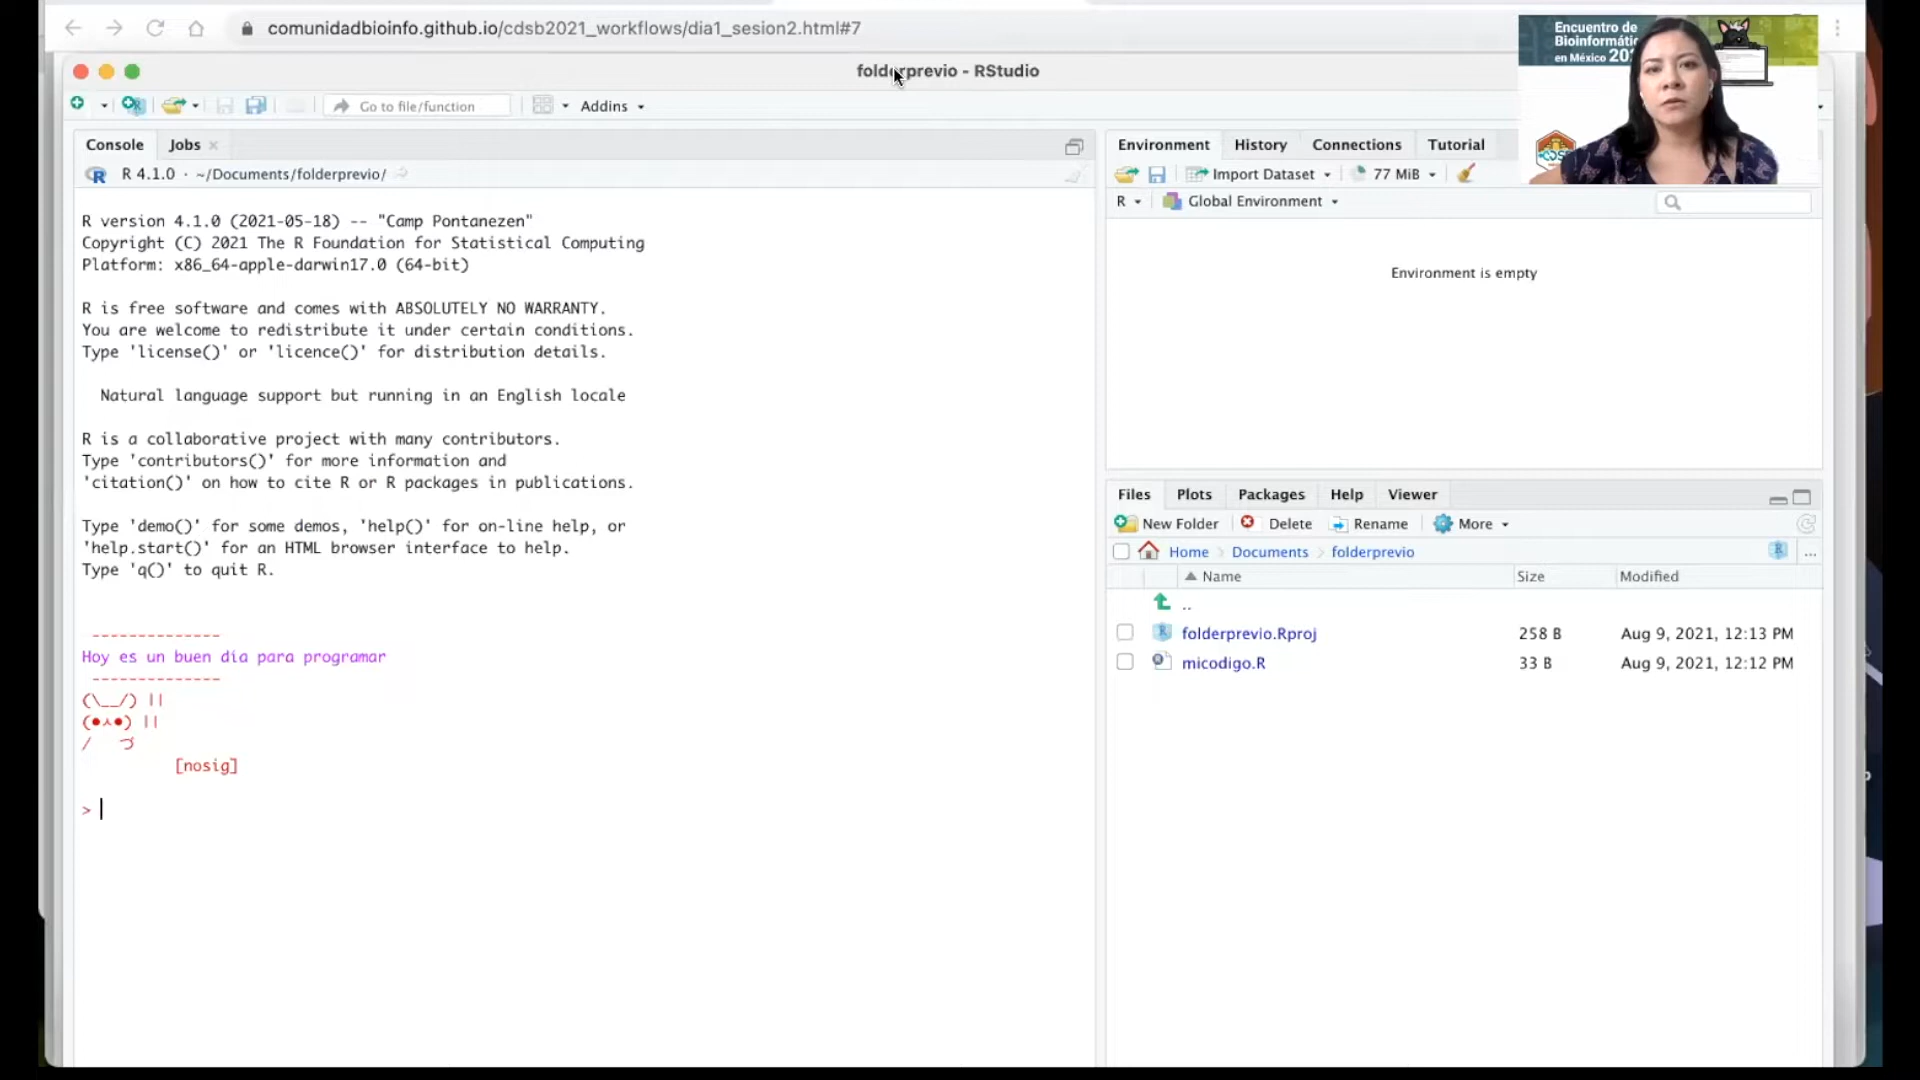 comunidadbioinfo.github.io/cdsb2021_workflows/dia1_sesion2.html#7
Encuentro de
Bioinformátic
en México 20
folderprevio - RStudio
Go to file/function
Addins
Console
Jobs
R 4.1.0 · ~/Documents/folderprevio/
R version 4.1.0 (2021-05-18) -- "Camp Pontanezen"
Copyright (C) 2021 The R Foundation for Statistical Computing
Platform: x86_64-apple-darwin17.0 (64-bit)
R is free software and comes with ABSOLUTELY NO WARRANTY.
You are welcome to redistribute it under certain conditions.
Type 'license()' or 'licence()' for distribution details.
Natural language support but running in an English locale
R is a collaborative project with many contributors.
Type 'contributors()' for more information and
'citation()' on how to cite R or R packages in publications.
Type 'demo()' for some demos, 'help()' for on-line help, or
'help.start()' for an HTML browser interface to help.
Type 'q()' to quit R.
--------------
Hoy es un buen día para programar
--------------
(\__/) ||
(●ㅅ●) ||
/   づ
[nosig]
>
Environment
History
Connections
Tutorial
Import Dataset
77 MiB
R
Global Environment
Environment is empty
Files
Plots
Packages
Help
Viewer
New Folder
Delete
Rename
More
Home
Documents
folderprevio
...
Name
Size
Modified
..
folderprevio.Rproj 258 B Aug 9, 2021, 12:13 PM
micodigo.R 33 B Aug 9, 2021, 12:12 PM